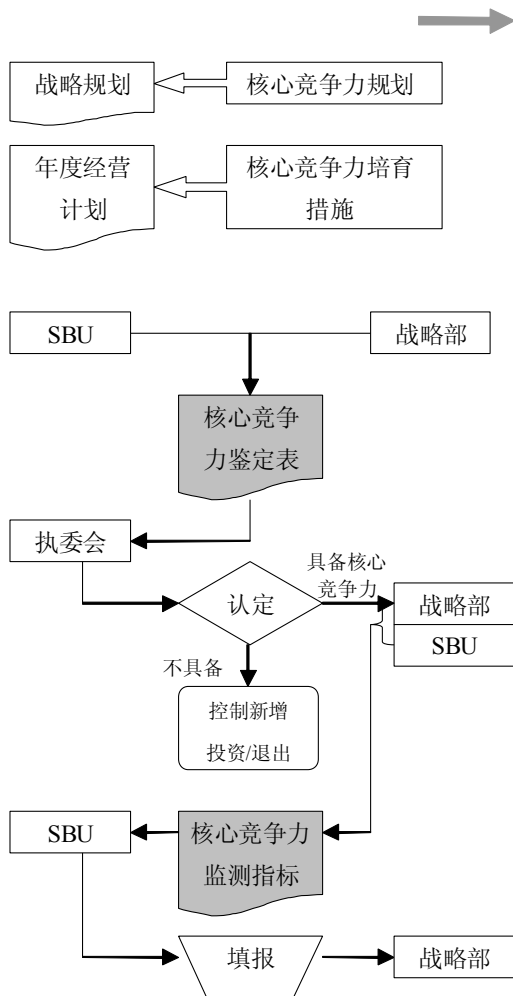 战略规划
核心竞争力规划
年度经营
计划
核心竞争力培育
措施
SBU
战略部
核心竞争
力鉴定表
执委会
具备核心
竞争力
认定
战略部
SBU
不具备
控制新增
投资/退出
SBU
核心竞争力
监测指标
填报
战略部